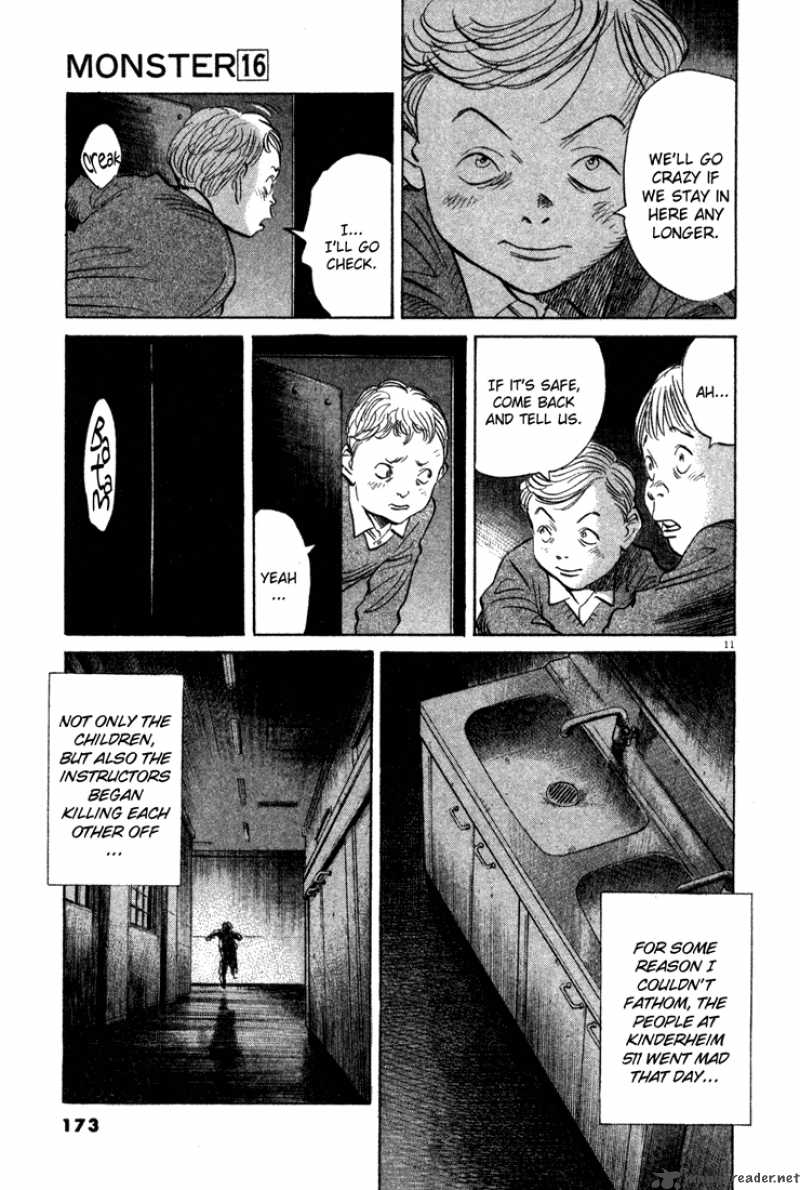 MONSTER 16
WE'LL GO
CRAZY IF
WE STAY IN
HERE ANY
LONGER.
creak
I...
I'LL GO
CHECK.
AH...
IF IT'S SAFE,
COME BACK
AND TELL US.
YEAH
...
11
FOR SOME
REASON I
COULDN'T
FATHOM, THE
PEOPLE AT
KINDERHEIM
511 WENT MAD
THAT DAY...
NOT ONLY THE
CHILDREN,
BUT ALSO THE
INSTRUCTORS
BEGAN
KILLING EACH
OTHER OFF
...
173